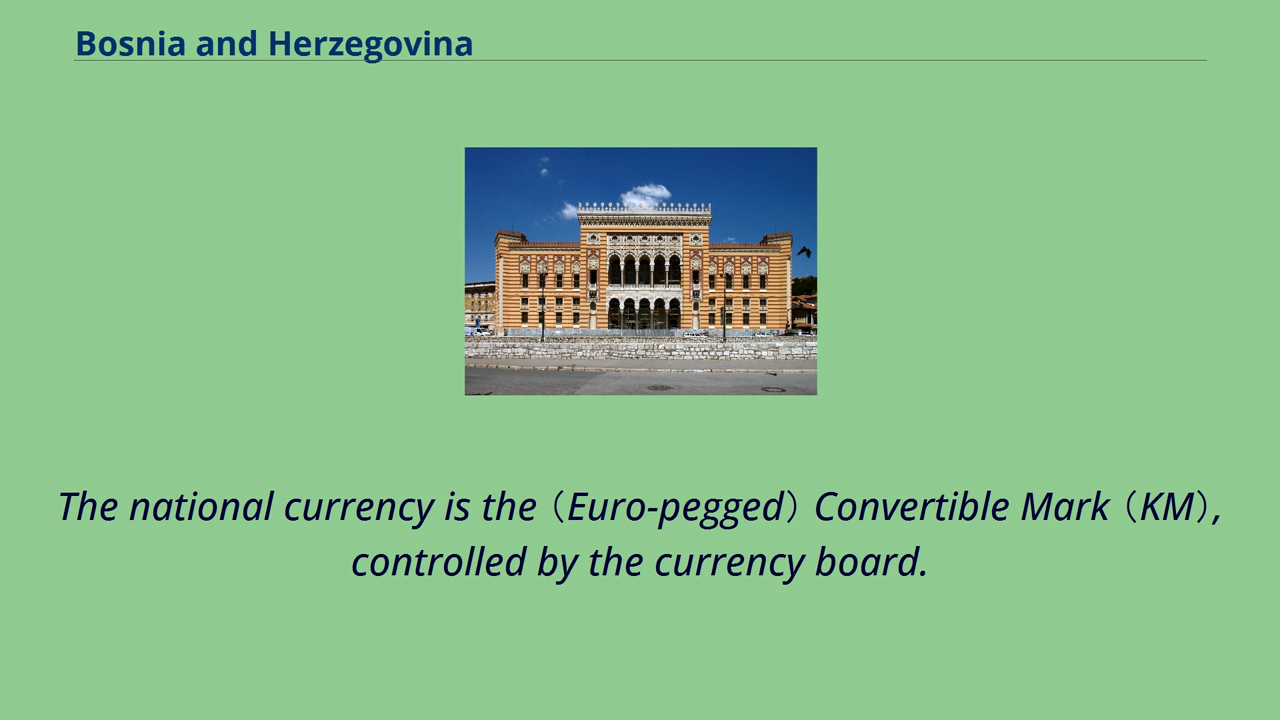 Bosnia and Herzegovina
The national currency is the（Euro-pegged）Convertible Mark（KM）,
controlled by the currency board.